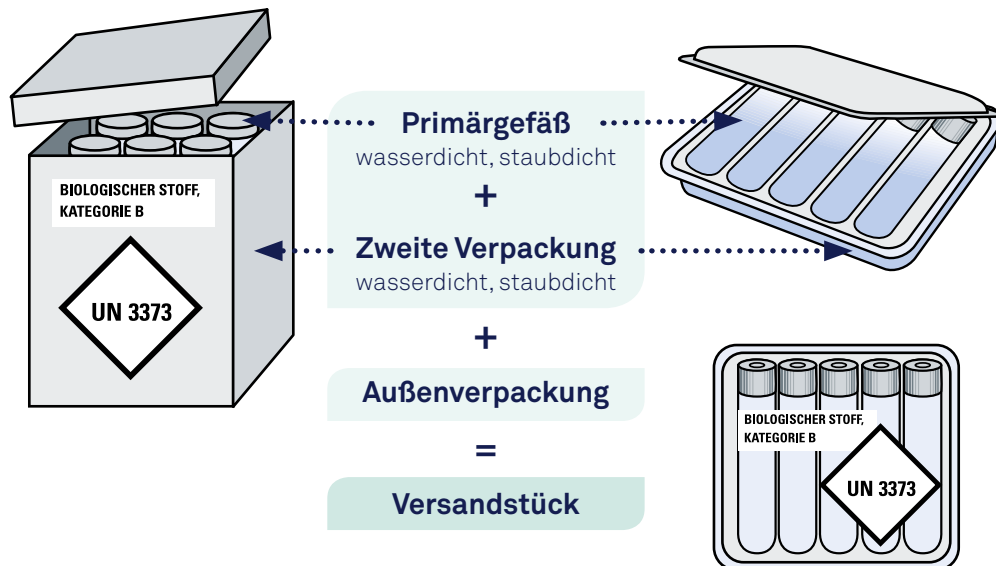 BIOLOGISCHER STOFF,
KATEGORIE B
UN 3373
Primärgefäß
wasserdicht, staubdicht
+
Zweite Verpackung
wasserdicht, staubdicht
+
Außenverpackung
=
Versandstück
BIOLOGISCHER STOFF,
KATEGORIE B
UN 3373